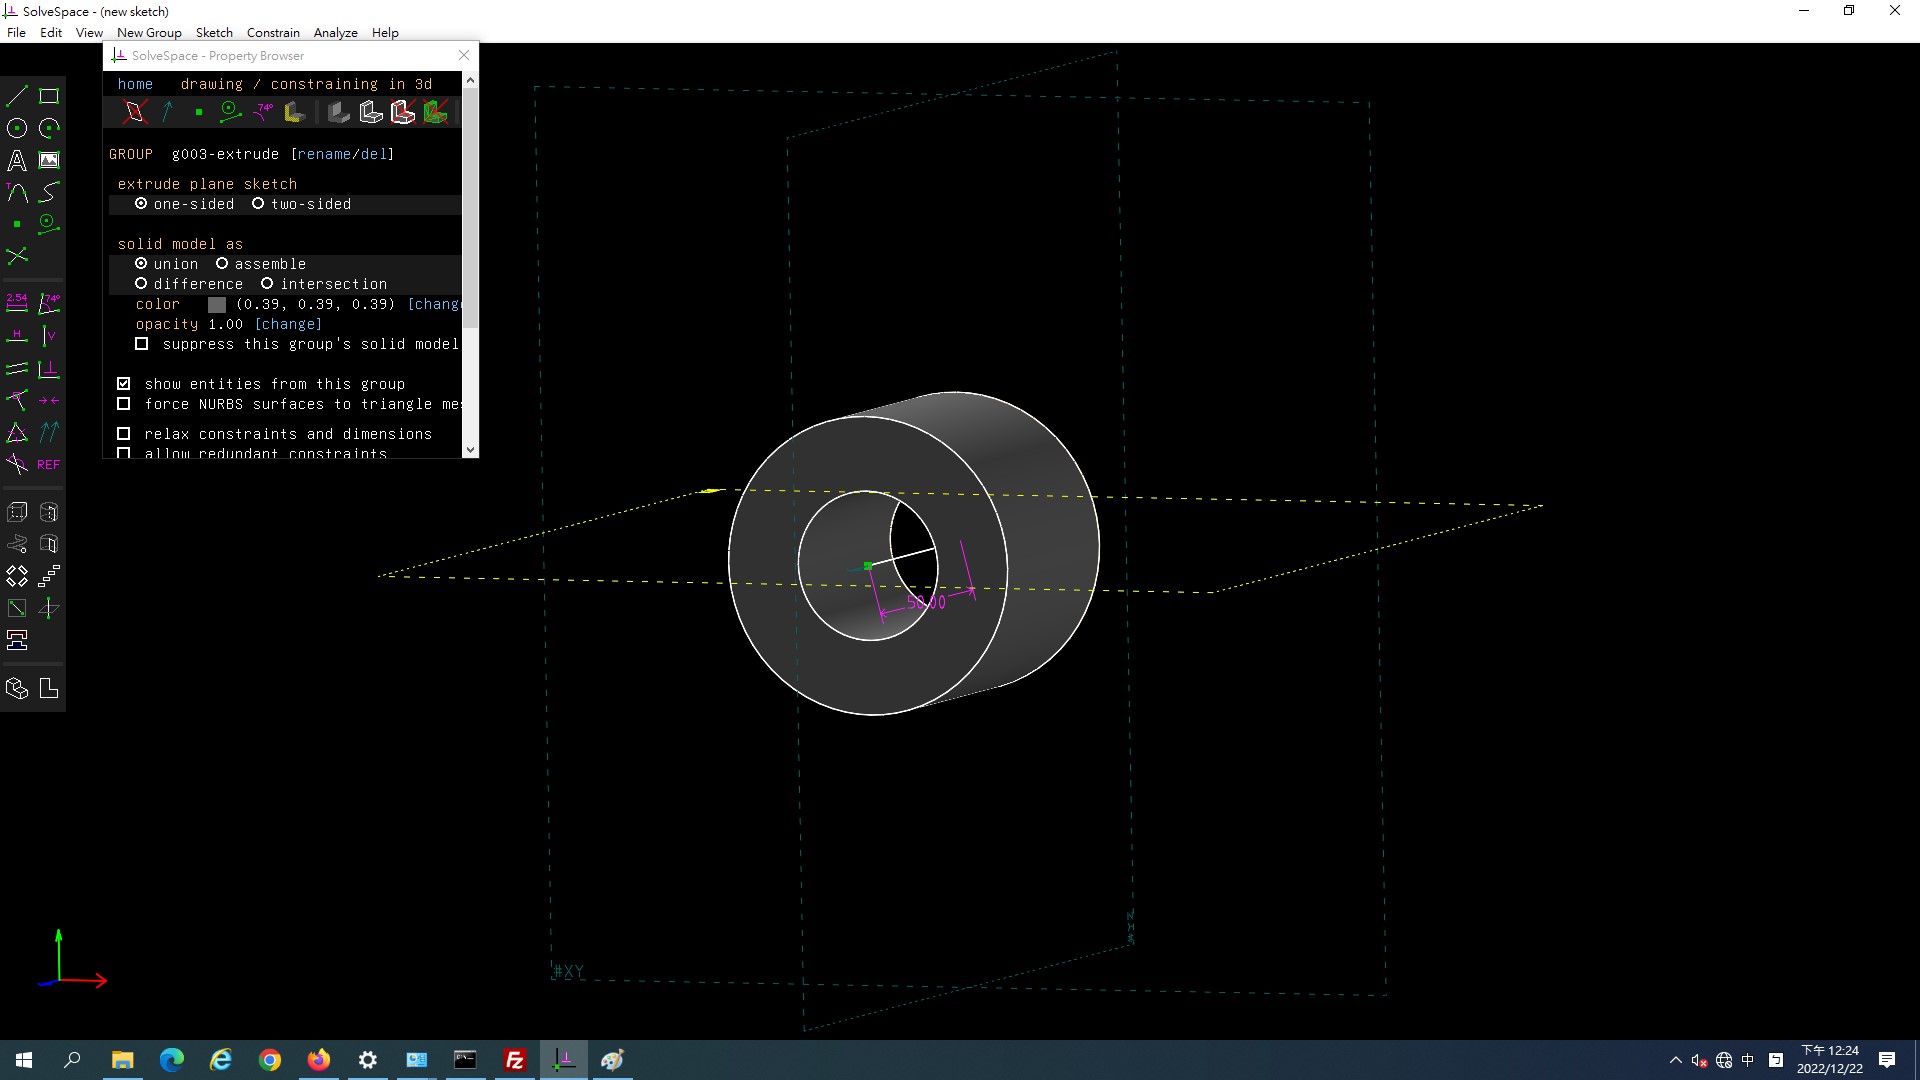 SolveSpace - (new sketch)
File Edit View New Group Sketch Constrain Analyze Help
SolveSpace - Property Browser
home drawing / constraining in 3d
74°
GROUP g003-extrude [rename/del]
extrude plane sketch
one-sided two-sided
solid model as
union assemble
difference intersection
color (0.39, 0.39, 0.39) [chang
opacity 1.00 [change]
suppress this group's solid model
show entities from this group
force NURBS surfaces to triangle me
relax constraints and dimensions
allow redundant constraints
2.54 74°
H V
REF
50.00
#XY
中
下午 12:24
2022/12/22